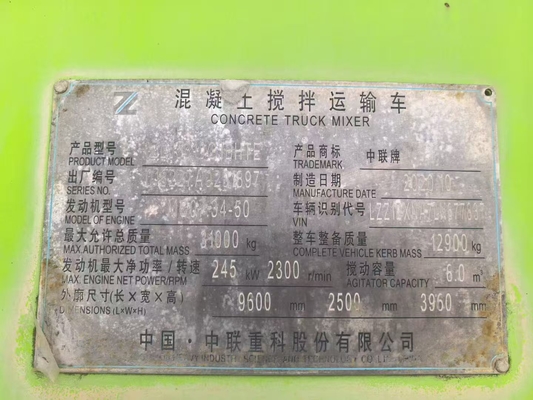 混凝土搅拌运输车
CONCRETE TRUCK MIXER
产品型号
PRODUCT MODEL
产品商标 中联牌
TRADEMARK
出厂编号
SERIES NO.
制造日期
MANUFACTURE DATE
发动机型号
MODEL OF ENGINE
车辆识别代号
VIN
最大允许总质量 kg
MAX AUTHORIZED TOTAL MASS
整车整备质量 12900 kg
COMPLETE VEHICLE KERB MASS
发动机最大净功率/转速 245 kW 2300 r/min
MAX. ENGINE NET POWER/RPM
搅动容量 m³
AGITATOR CAPACITY
外廓尺寸(长×宽×高) 9600 mm 2500 mm 3960 mm
DIMENSIONS (L×W×H)
中国·中联重科股份有限公司